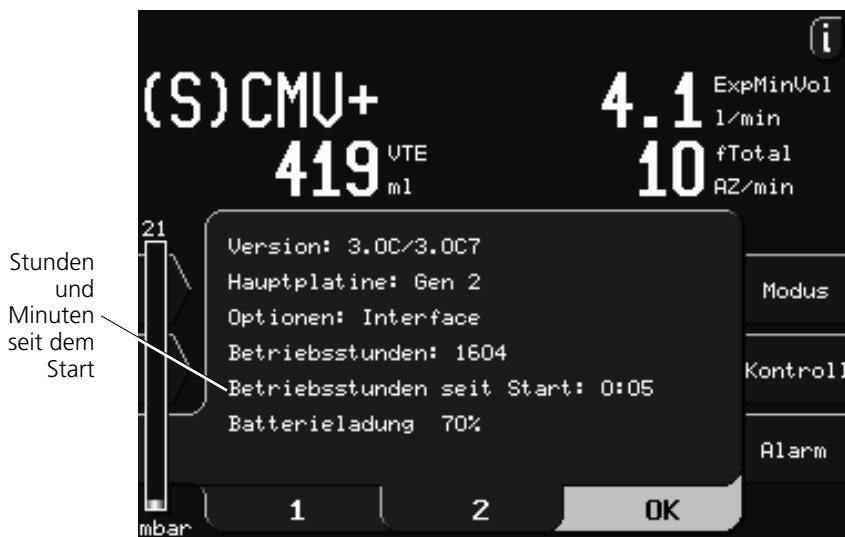 i
(S)CMV+
4.1 ExpMinVol
l/min
419 VTE
ml
10 fTotal
AZ/min
21
Version: 3.0C/3.0C7
Hauptplatine: Gen 2
Optionen: Interface
Betriebsstunden: 1604
Betriebsstunden seit Start: 0:05
Batterieladung 70%
Stunden
und
Minuten
seit dem
Start
Modus
Kontroll
Alarm
mbar
1
2
OK